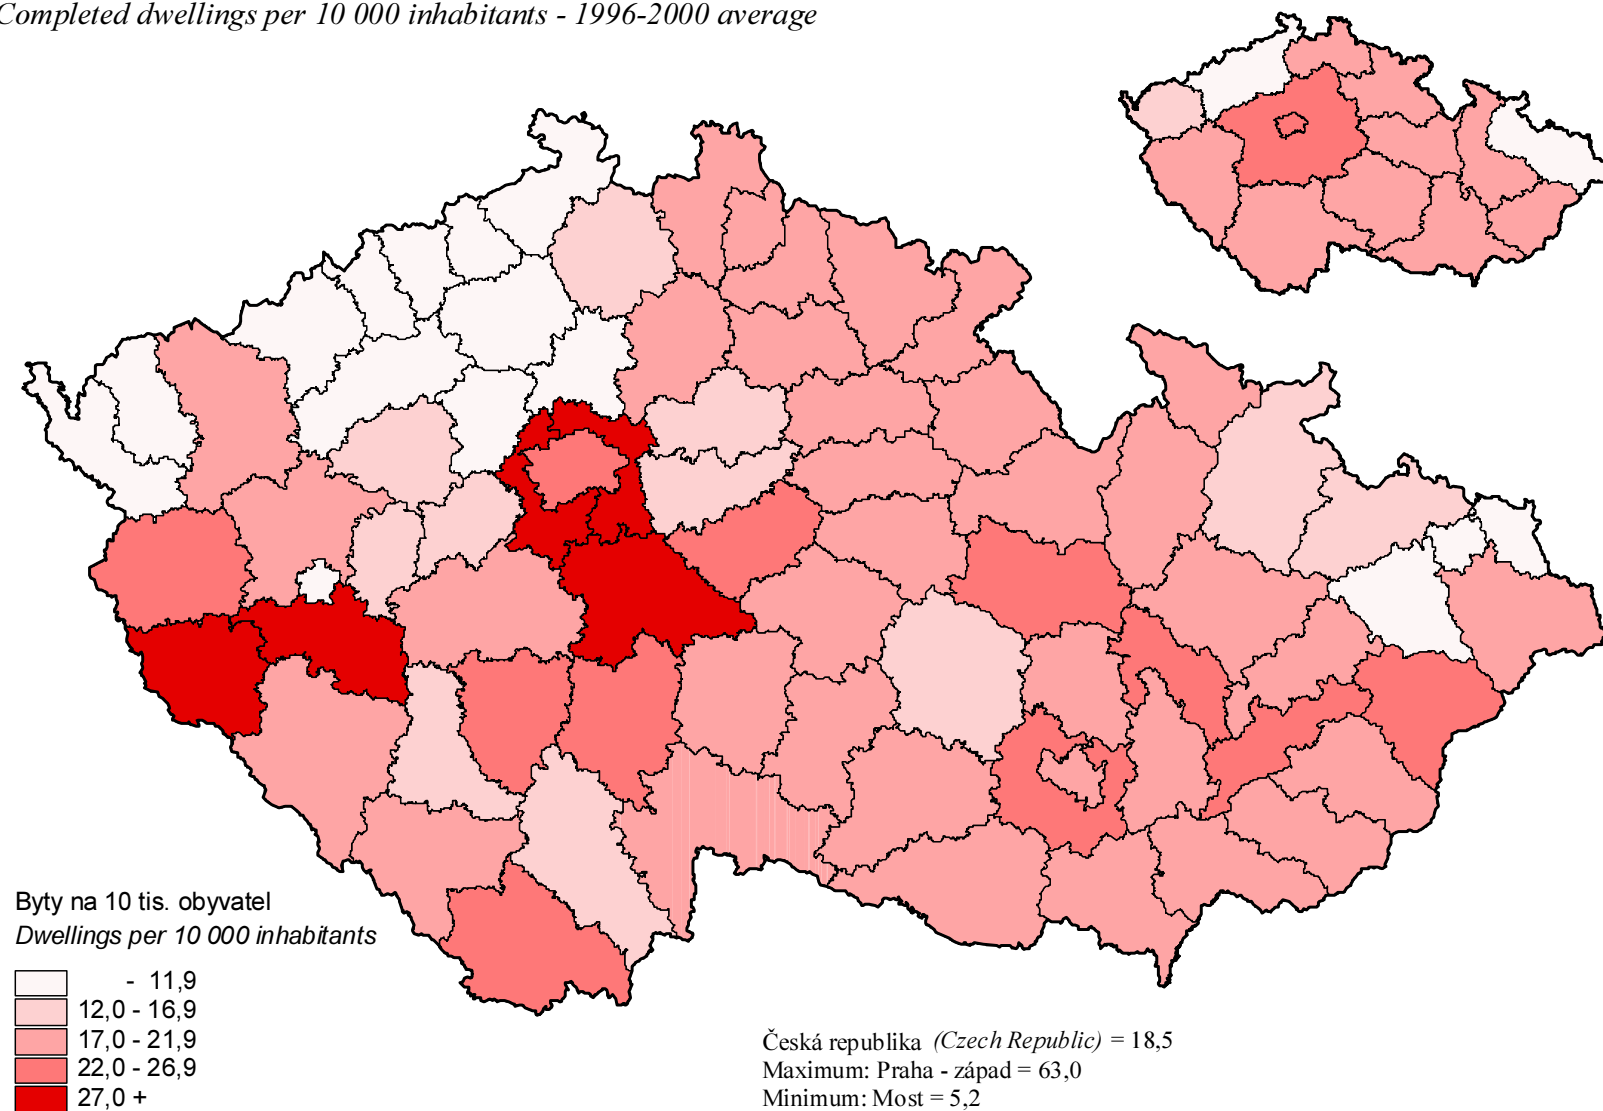 Completed dwellings per 10 000 inhabitants - 1996-2000 average
Byty na 10 tis. obyvatel
Dwellings per 10 000 inhabitants
- 11,9
12,0 - 16,9
17,0 - 21,9
22,0 - 26,9
27,0 +
Česká republika (Czech Republic) = 18,5
Maximum: Praha - západ = 63,0
Minimum: Most = 5,2